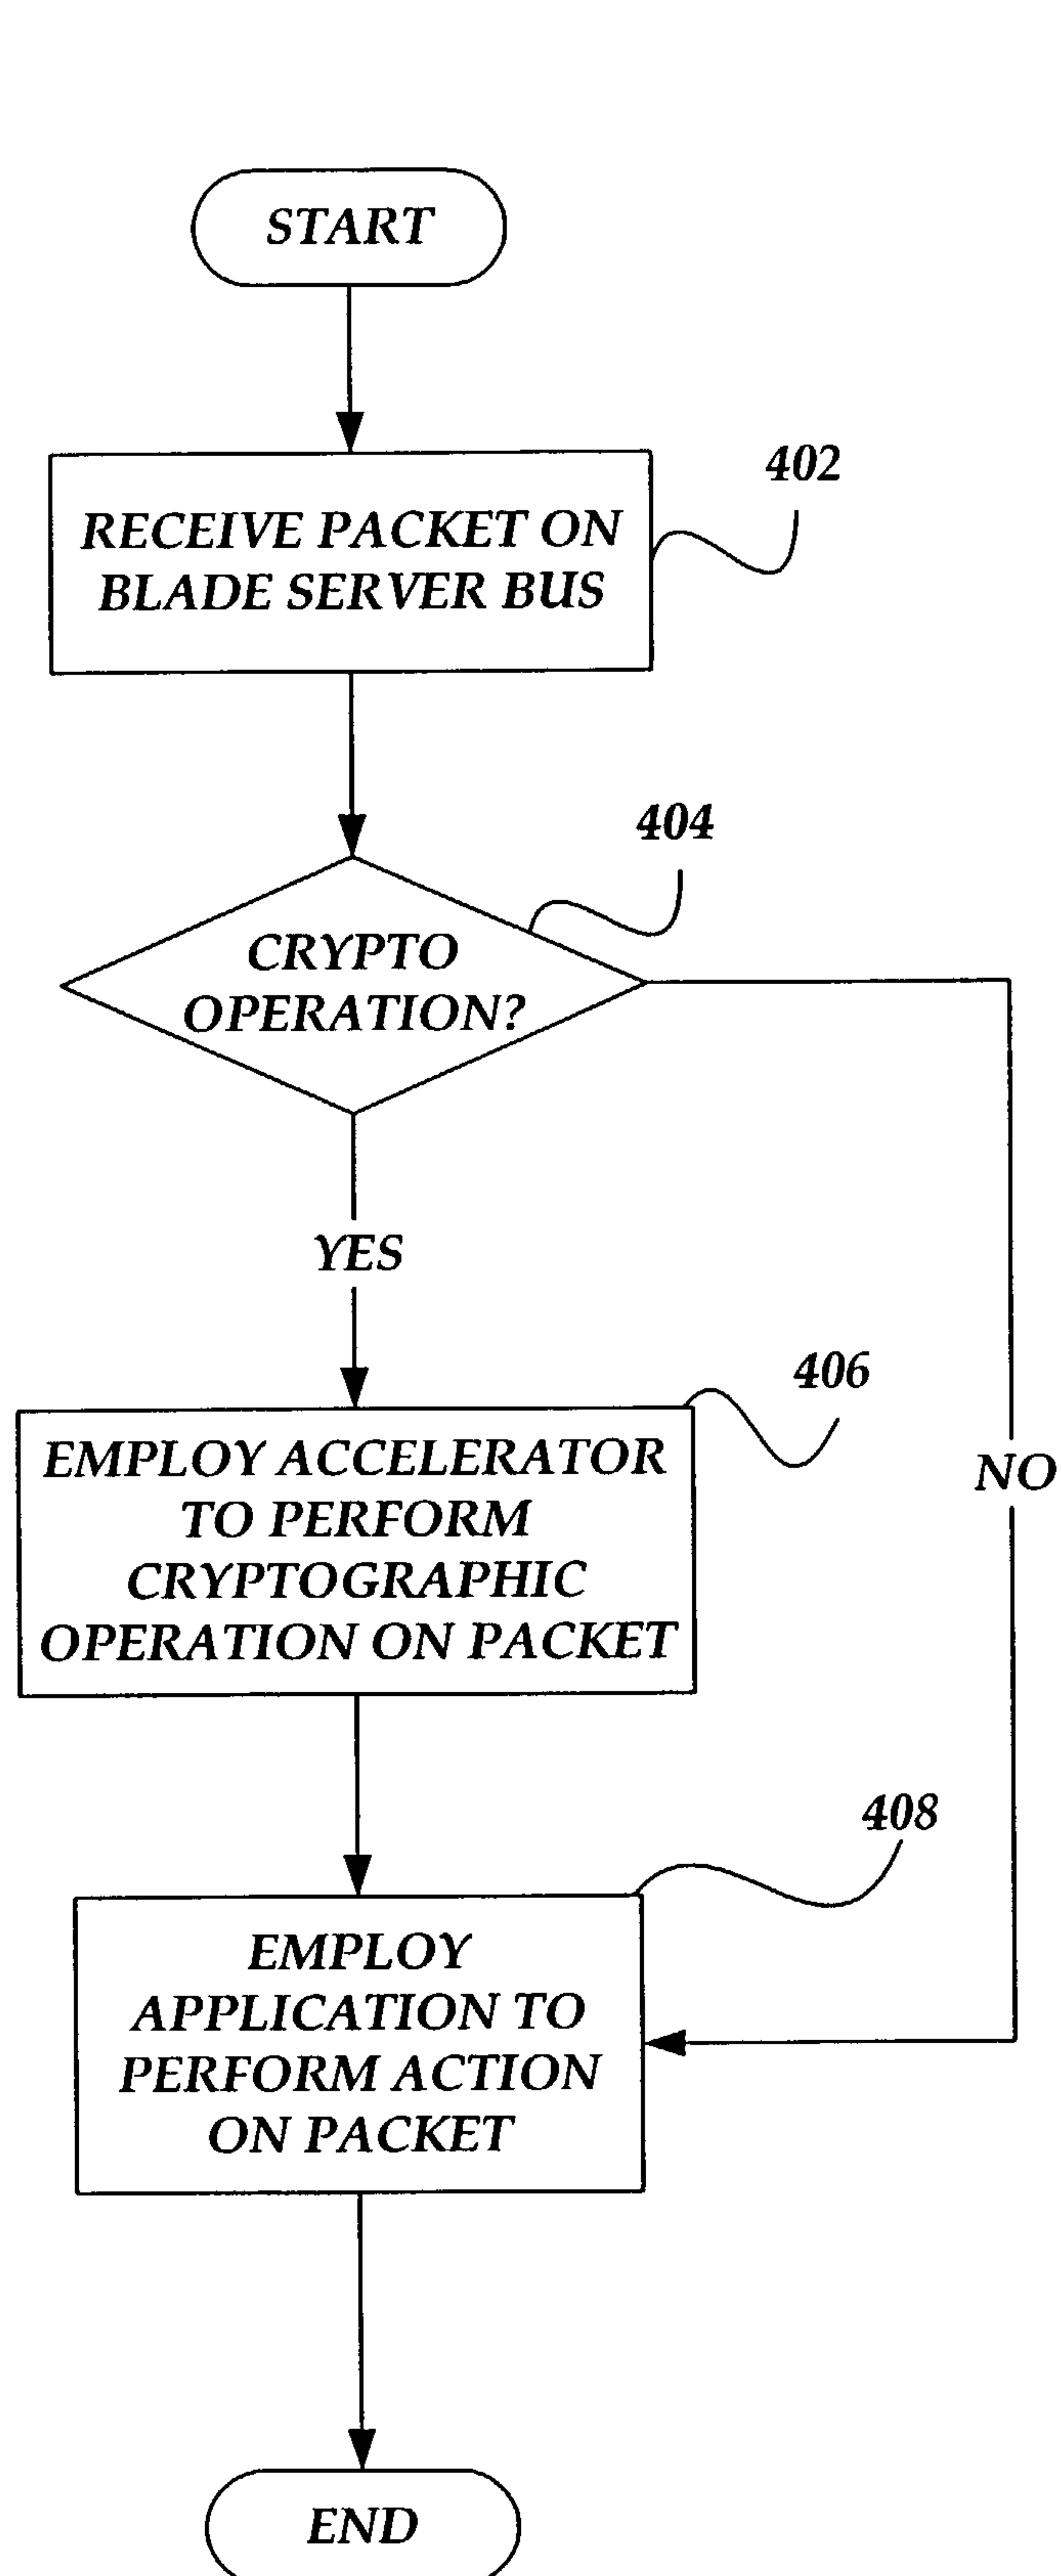 START
402
RECEIVE PACKET ON
BLADE SERVER BUS
404
CRYPTO
OPERATION?
YES
406
EMPLOY ACCELERATOR
TO PERFORM
CRYPTOGRAPHIC
OPERATION ON PACKET
NO
408
EMPLOY
APPLICATION TO
PERFORM ACTION
ON PACKET
END